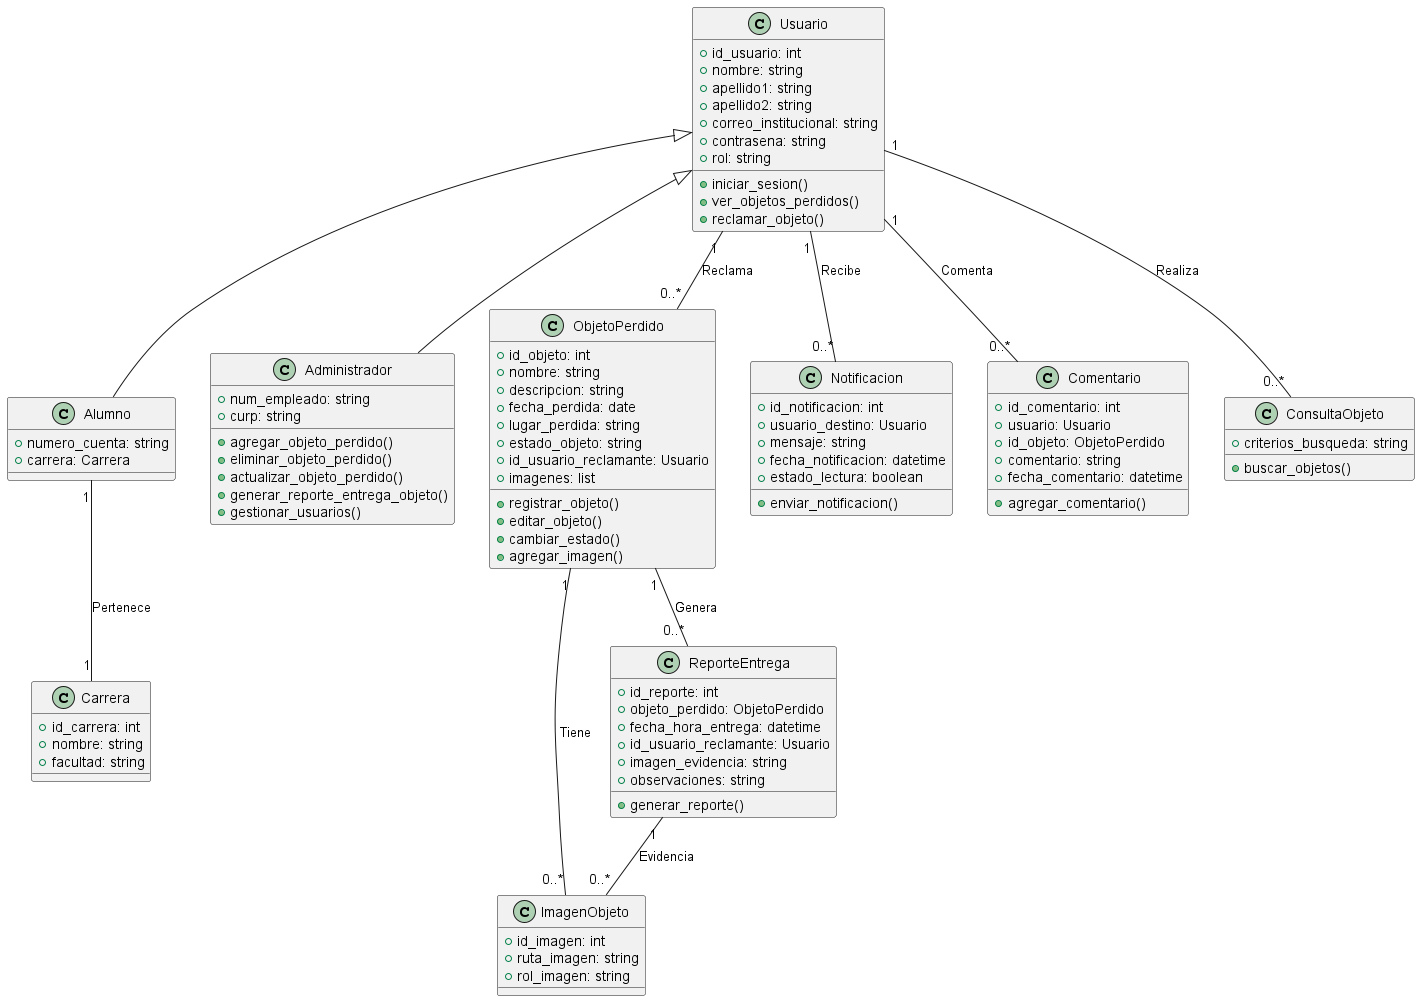 C Usuario
id_usuario: int
nombre: string
apellido1: string
apellido2: string
correo_institucional: string
contrasena: string
rol: string
iniciar_sesion()
ver_objetos_perdidos()
reclamar_objeto()
1
1
1
1
Reclama
Recibe
Comenta
Realiza
0..*
0..*
0..*
0..*
C Alumno
numero_cuenta: string
carrera: Carrera
C Administrador
num_empleado: string
curp: string
agregar_objeto_perdido()
eliminar_objeto_perdido()
actualizar_objeto_perdido()
generar_reporte_entrega_objeto()
gestionar_usuarios()
C ObjetoPerdido
id_objeto: int
nombre: string
descripcion: string
fecha_perdida: date
lugar_perdida: string
estado_objeto: string
id_usuario_reclamante: Usuario
imagenes: list
registrar_objeto()
editar_objeto()
cambiar_estado()
agregar_imagen()
C Notificacion
id_notificacion: int
usuario_destino: Usuario
mensaje: string
fecha_notificacion: datetime
estado_lectura: boolean
enviar_notificacion()
C Comentario
id_comentario: int
usuario: Usuario
id_objeto: ObjetoPerdido
comentario: string
fecha_comentario: datetime
agregar_comentario()
C ConsultaObjeto
criterios_busqueda: string
buscar_objetos()
1
Pertenece
1
1
Tiene
0..*
1
Genera
0..*
C Carrera
id_carrera: int
nombre: string
facultad: string
C ReporteEntrega
id_reporte: int
objeto_perdido: ObjetoPerdido
fecha_hora_entrega: datetime
id_usuario_reclamante: Usuario
imagen_evidencia: string
observaciones: string
generar_reporte()
1
Evidencia
0..*
C ImagenObjeto
id_imagen: int
ruta_imagen: string
rol_imagen: string